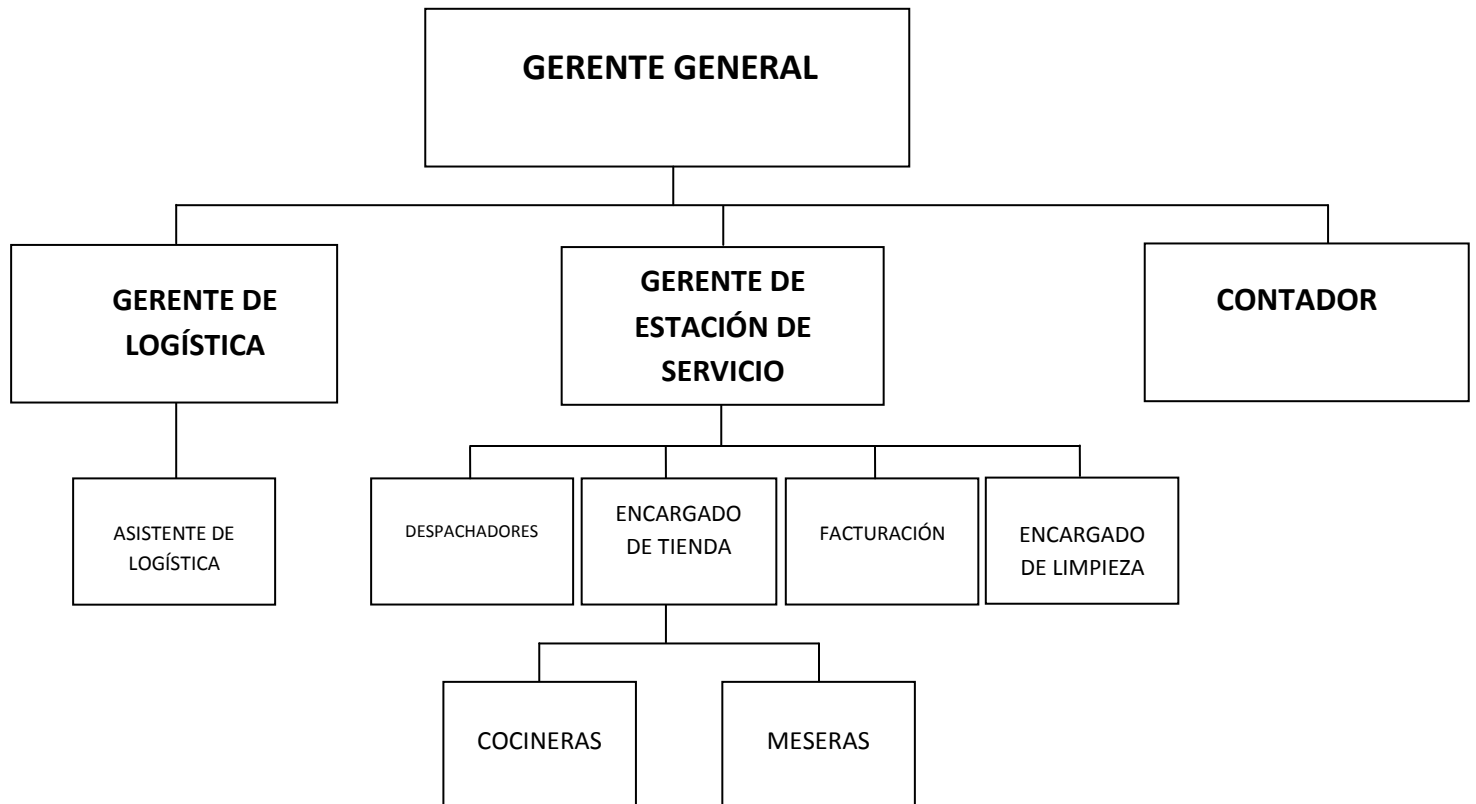 GERENTE GENERAL
GERENTE DE
LOGÍSTICA
GERENTE DE
ESTACIÓN DE
SERVICIO
CONTADOR
ASISTENTE DE
LOGÍSTICA
DESPACHADORES
ENCARGADO
DE TIENDA
FACTURACIÓN
ENCARGADO
DE LIMPIEZA
COCINERAS
MESERAS